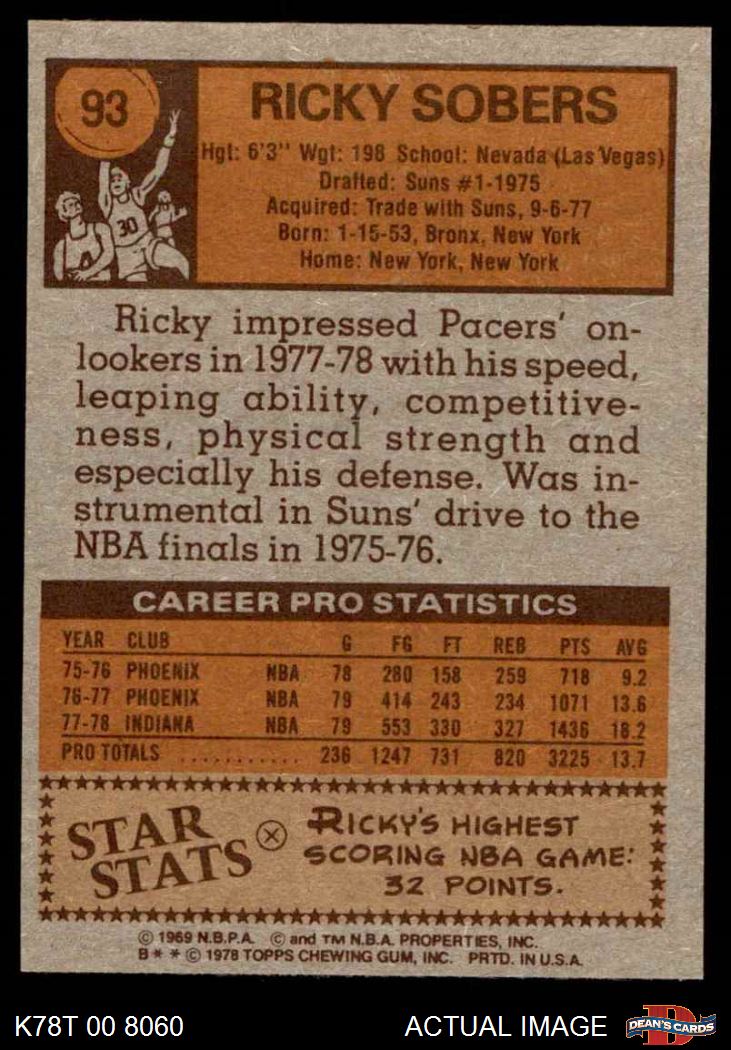 93
RICKY SOBERS
Hgt: 6'3" Wgt: 198 School: Nevada (Las Vegas)
Drafted: Suns #1-1975
Acquired: Trade with Suns, 9-6-77
Born: 1-15-53, Bronx, New York
Home: New York, New York
30
Ricky impressed Pacers' on-
lookers in 1977-78 with his speed,
leaping ability, competitive-
ness, physical strength and
especially his defense. Was in-
strumental in Suns' drive to the
NBA finals in 1975-76.
CAREER PRO STATISTICS
YEAR CLUB G FG FT REB PTS AVG
75-76 PHOENIX NBA 78 280 158 259 718 9.2
76-77 PHOENIX NBA 79 414 243 234 1071 13.6
77-78 INDIANA NBA 79 553 330 327 1436 18.2
PRO TOTALS ........... 236 1247 731 820 3225 13.7
STAR STATS
RICKY'S HIGHEST
SCORING NBA GAME:
32 POINTS.
© 1969 N.B.P.A. © and TM N.B.A. PROPERTIES, INC.
B * * © 1978 TOPPS CHEWING GUM, INC. PRTD. IN U.S.A.
K78T 00 8060 ACTUAL IMAGE
D
DEAN'S CARDS